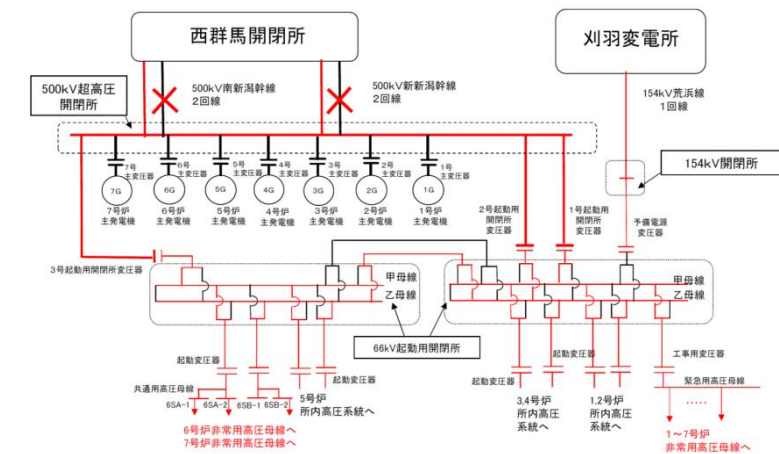 西群馬開閉所
刈羽変電所
500kV超高圧
開閉所
500kV南新潟幹線
2回線
500kV新新潟幹線
2回線
154kV荒浜線
1回線
154kV開閉所
7号
主変圧器
6号
主変圧器
5号
主変圧器
4号
主変圧器
3号
主変圧器
2号
主変圧器
1号
主変圧器
7G
6G
5G
4G
3G
2G
1G
7号炉
主発電機
6号炉
主発電機
5号炉
主発電機
4号炉
主発電機
3号炉
主発電機
2号炉
主発電機
1号炉
主発電機
2号起動用
開閉所
変圧器
1号起動用
開閉所
変圧器
予備電源
変圧器
3号起動用開閉所変圧器
甲母線
乙母線
甲母線
乙母線
66kV起動用開閉所
起動変圧器
起動変圧器
起動変圧器
起動変圧器
工事用変圧器
共通用高圧母線
6SA-1
6SA-2
6SB-1
6SB-2
5号炉
所内高圧系統へ
3,4号炉
所内高圧
系統へ
1,2号炉
所内高圧
系統へ
緊急用高圧母線
6号炉非常用高圧母線へ
7号炉非常用高圧母線へ
1～7号炉
非常用高圧母線へ